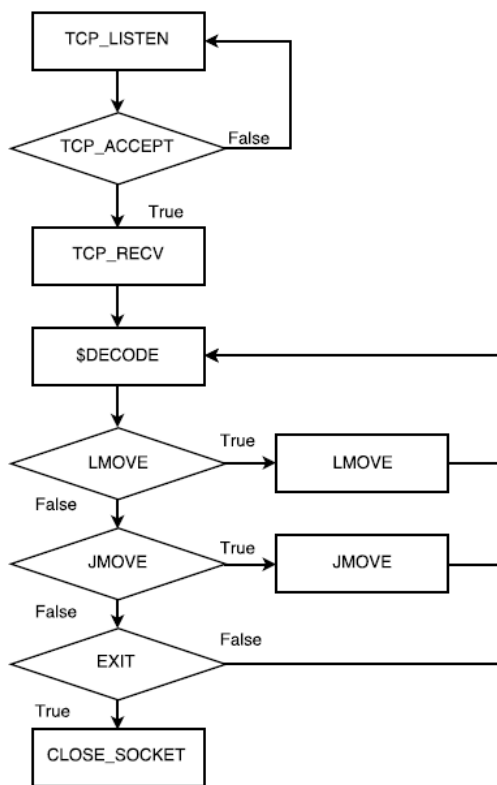 TCP_LISTEN
TCP_ACCEPT
False
True
TCP_RECV
$DECODE
LMOVE
True
LMOVE
False
JMOVE
True
JMOVE
False
EXIT
False
True
CLOSE_SOCKET